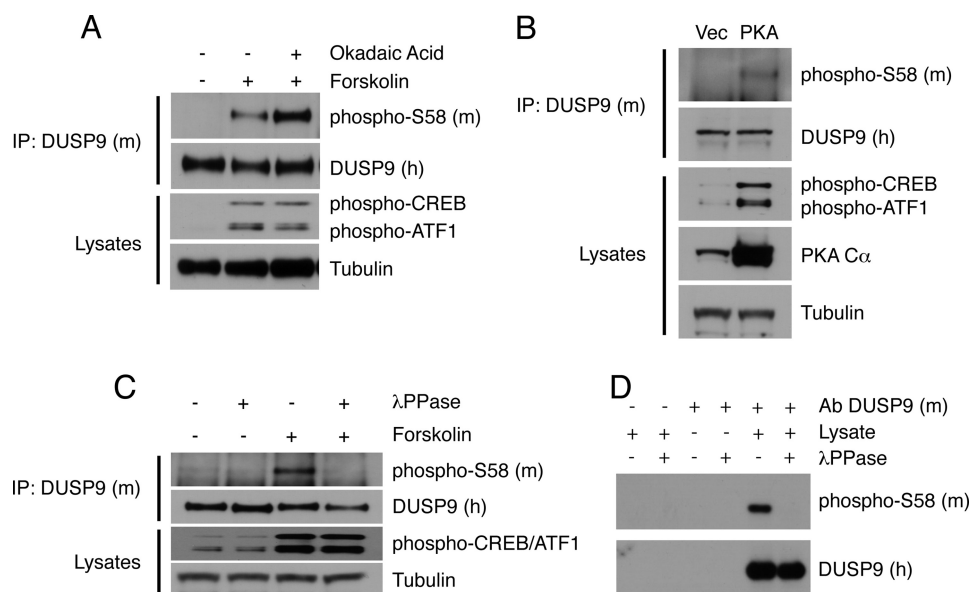 A
- - + Okadaic Acid
- + + Forskolin
IP: DUSP9 (m)
phospho-S58 (m)
DUSP9 (h)
Lysates
phospho-CREB
phospho-ATF1
Tubulin
B
Vec PKA
IP: DUSP9 (m)
phospho-S58 (m)
DUSP9 (h)
Lysates
phospho-CREB
phospho-ATF1
PKA Cα
Tubulin
C
- + - + λPPase
- - + + Forskolin
IP: DUSP9 (m)
phospho-S58 (m)
DUSP9 (h)
Lysates
phospho-CREB/ATF1
Tubulin
D
- - + + + + Ab DUSP9 (m)
+ + - - + + Lysate
- + - + - + λPPase
phospho-S58 (m)
DUSP9 (h)